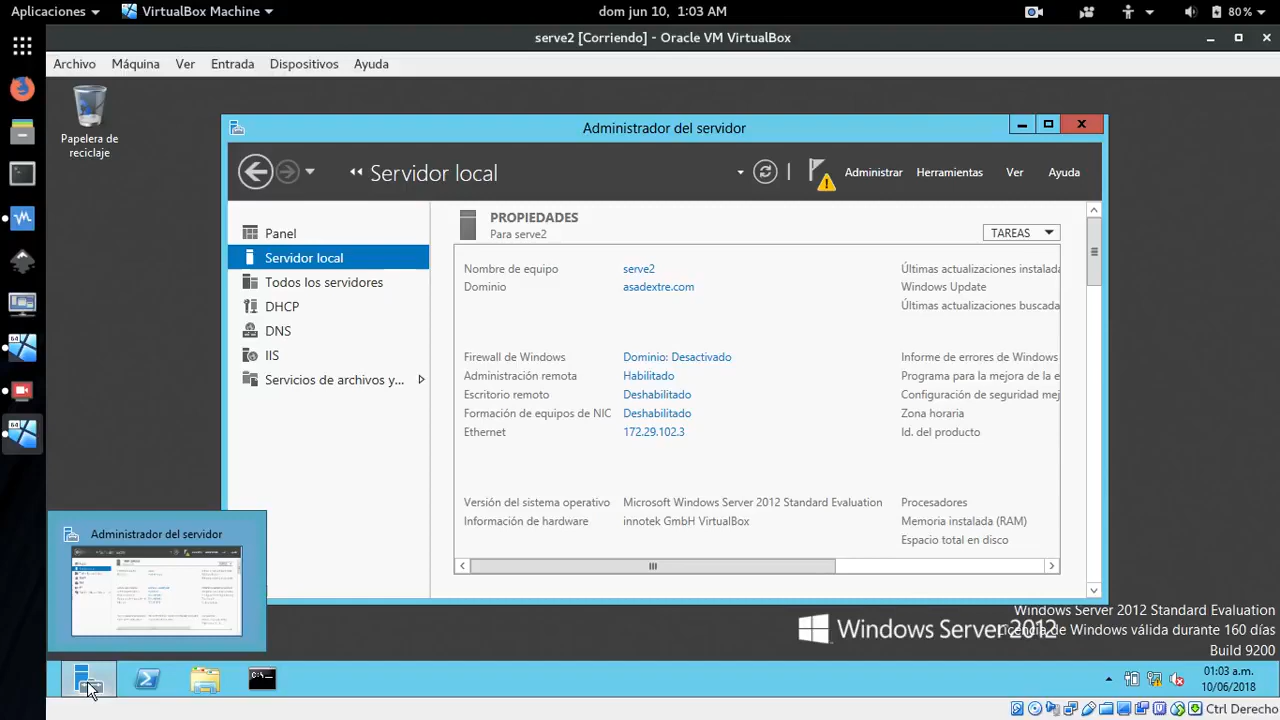 Aplicaciones
VirtualBox Machine
dom jun 10, 1:03 AM
80%
serve2 [Corriendo] - Oracle VM VirtualBox
Archivo Máquina Ver Entrada Dispositivos Ayuda
Papelera de
reciclaje
Administrador del servidor
Servidor local
Administrar Herramientas Ver Ayuda
Panel
Servidor local
Todos los servidores
DHCP
DNS
IIS
Servicios de archivos y...
PROPIEDADES
Para serve2
TAREAS
Nombre de equipo serve2 Últimas actualizaciones instalada
Dominio asadextre.com Windows Update
Últimas actualizaciones buscada
Firewall de Windows Dominio: Desactivado Informe de errores de Windows
Administración remota Habilitado Programa para la mejora de la e
Escritorio remoto Deshabilitado Configuración de seguridad mej
Formación de equipos de NIC Deshabilitado Zona horaria
Ethernet 172.29.102.3 Id. del producto
Versión del sistema operativo Microsoft Windows Server 2012 Standard Evaluation Procesadores
Información de hardware innotek GmbH VirtualBox Memoria instalada (RAM)
Espacio total en disco
Administrador del servidor
Windows Server 2012
Windows Server 2012 Standard Evaluation
Licencia de Windows válida durante 160 días
Build 9200
01:03 a.m.
10/06/2018
Ctrl Derecho